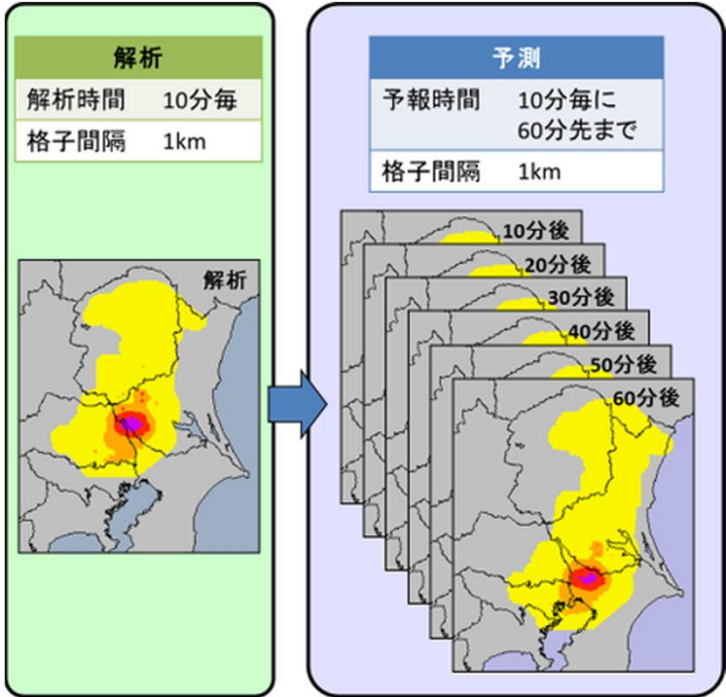 解析
解析時間 10分毎
格子間隔 1km
解析
予測
予報時間 10分毎に
60分先まで
格子間隔 1km
10分後
20分後
30分後
40分後
50分後
60分後